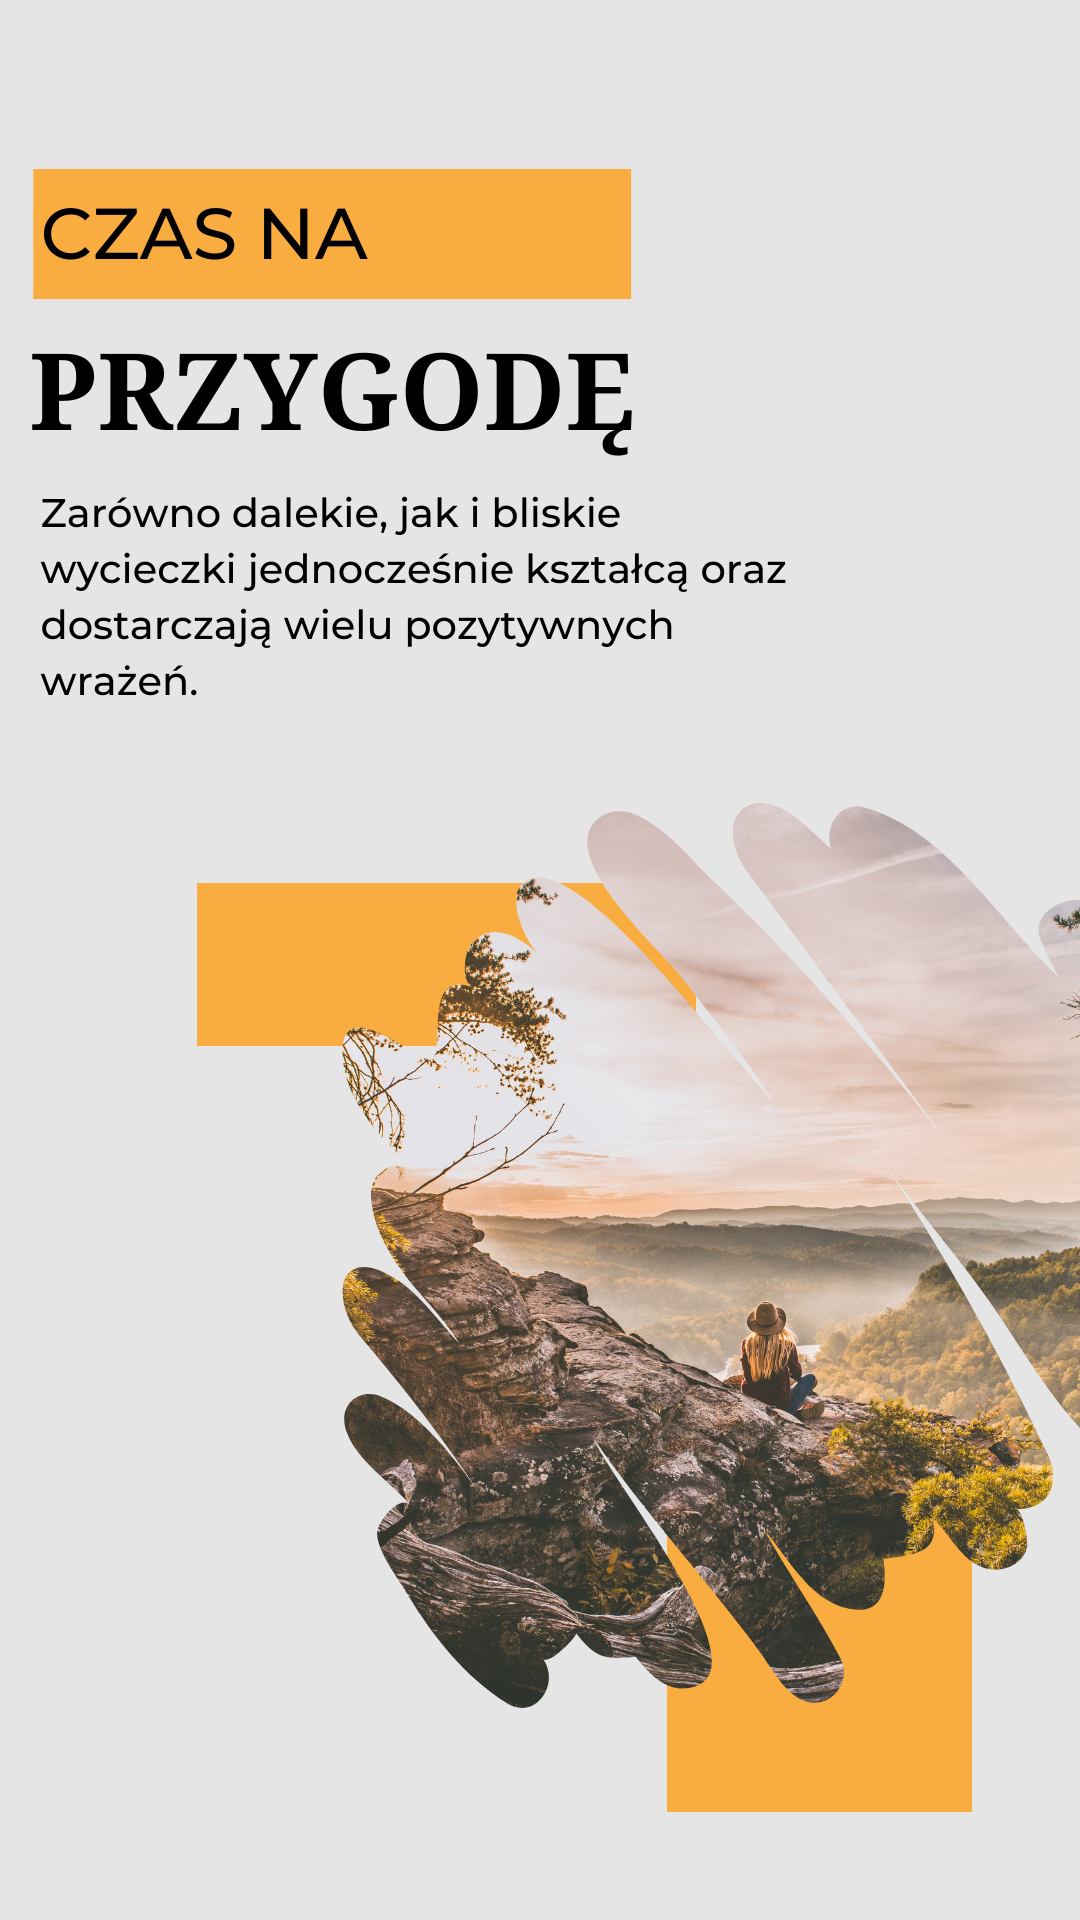 CZAS NA
PRZYGODĘ
Zarówno dalekie, jak i bliskie
wycieczki jednocześnie kształcą oraz
dostarczają wielu pozytywnych
wrażeń.